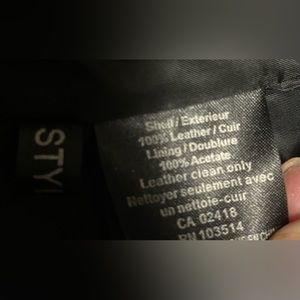 Shell / Exterieur
100% Leather / Cuir
Lining / Doublure
100% Acetate
Leather clean only
Nettoyer seulement avec
un nettoie-cuir
CA 02418
RN 103514
STY